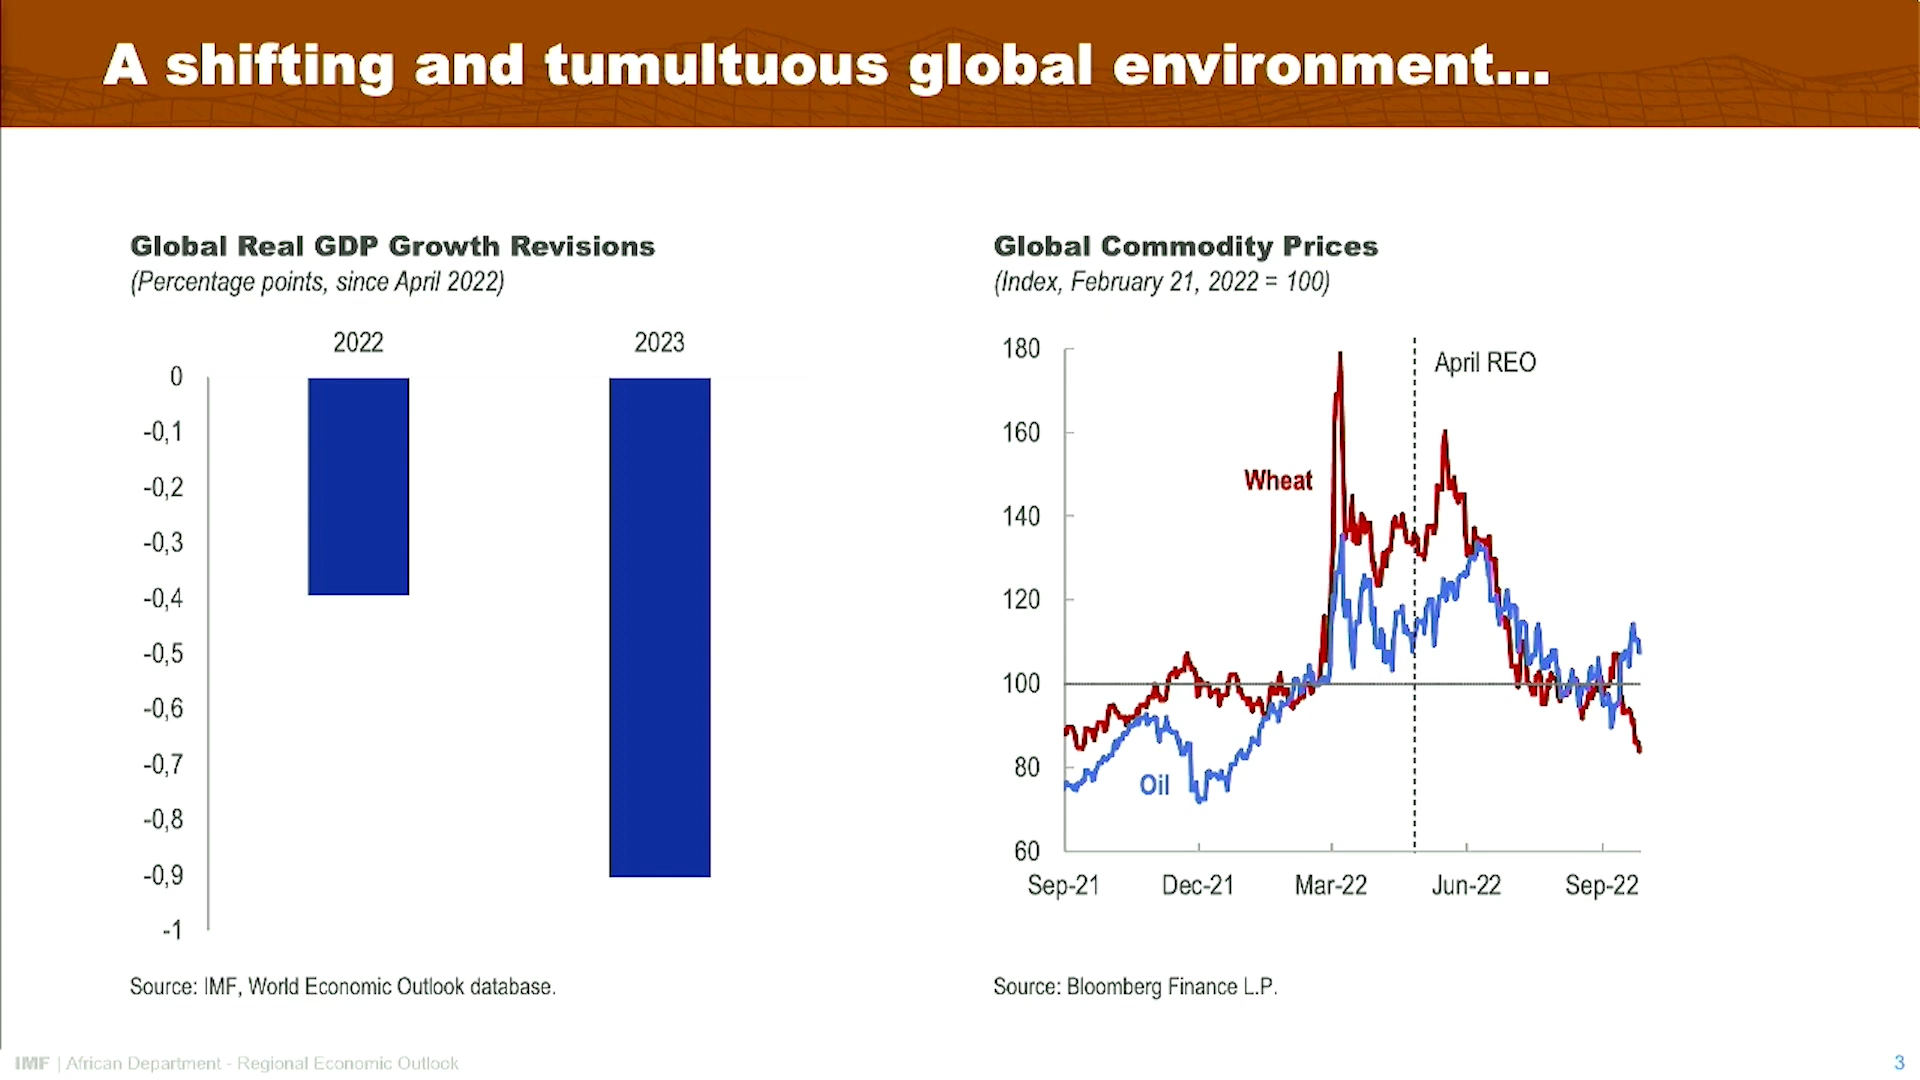 A shifting and tumultuous global environment...
Global Real GDP Growth Revisions
(Percentage points, since April 2022)
2022 2023
0
-0,1
-0,2
-0,3
-0,4
-0,5
-0,6
-0,7
-0,8
-0,9
-1
Source: IMF, World Economic Outlook database.
Global Commodity Prices
(Index, February 21, 2022 = 100)
180
160
140
120
100
80
60
April REO
Wheat
Oil
Sep-21 Dec-21 Mar-22 Jun-22 Sep-22
Source: Bloomberg Finance L.P.
IMF | African Department - Regional Economic Outlook
3